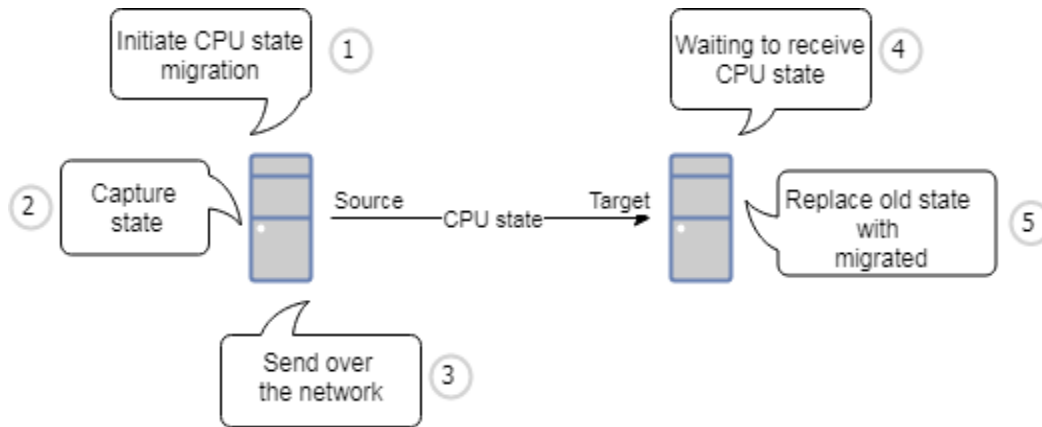 Initiate CPU state
migration
1
Waiting to receive
CPU state
4
2
Capture
state
Source
CPU state
Target
Replace old state
with
migrated
5
Send over
the network
3